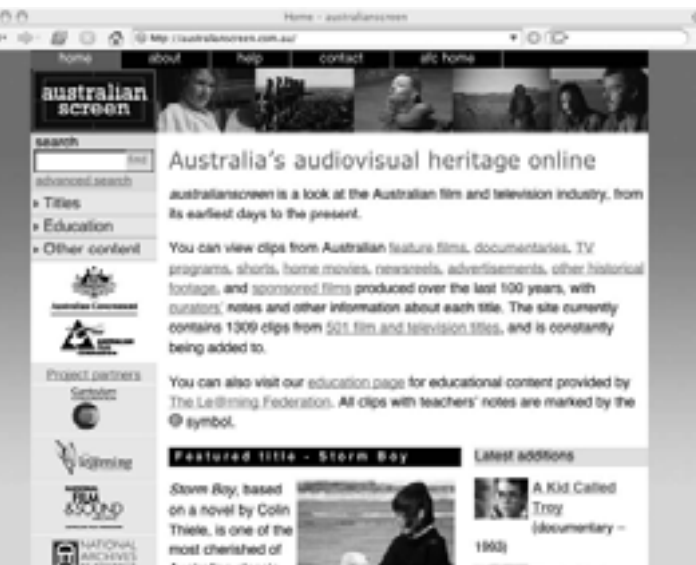 Home - australianscreen
http://australianscreen.com.au/
home about help contact afc home
australian
screen
search
find
advanced search
Titles
Education
Other content
Australian Government
Project partners
le@rning
NATIONAL
FILM
& SOUND
NATIONAL
ARCHIVES
Australia's audiovisual heritage online
australianscreen is a look at the Australian film and television industry, from
its earliest days to the present.
You can view clips from Australian feature films, documentaries, TV
programs, shorts, home movies, newsreels, advertisements, other historical
footage, and sponsored films produced over the last 100 years, with
curators' notes and other information about each title. The site currently
contains 1309 clips from 501 film and television titles, and is constantly
being added to.
You can also visit our education page for educational content provided by
The Le@rning Federation. All clips with teachers' notes are marked by the
symbol.
Featured title - Storm Boy
Storm Boy, based
on a novel by Colin
Thiele, is one of the
most cherished of
Latest additions
A Kid Called
Troy
(documentary –
1993)